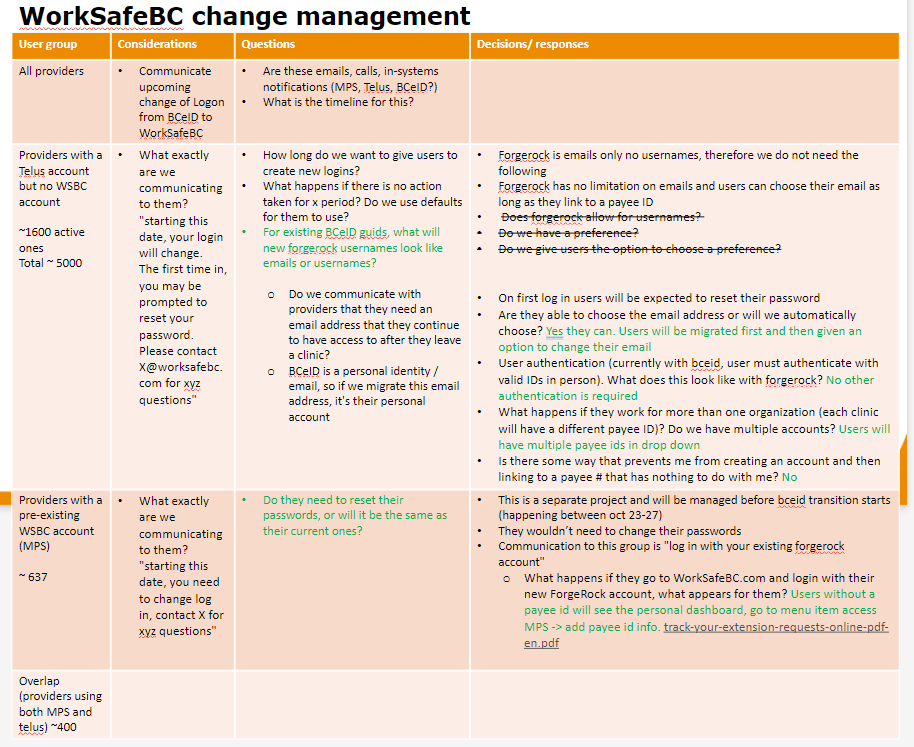 WorkSafeBC change management
User group
Considerations
Questions
Decisions/ responses
All providers
• Communicate
upcoming
change of Logon
from BCeID to
WorkSafeBC
• Are these emails, calls, in-systems
notifications (MPS, Telus, BCeID?)
• What is the timeline for this?
Providers with a
Telus account
but no WSBC
account
~1600 active
ones
Total ~ 5000
• What exactly
are we
communicating
to them?
"starting this
date, your login
will change.
The first time in,
you may be
prompted to
reset your
password.
Please contact
X@worksafebc.
com for xyz
questions"
• How long do we want to give users to
create new logins?
• What happens if there is no action
taken for x period? Do we use defaults
for them to use?
• For existing BCeID guids, what will
new forgerock usernames look like
emails or usernames?
o Do we communicate with
providers that they need an
email address that they continue
to have access to after they leave
a clinic?
o BCeID is a personal identity /
email, so if we migrate this email
address, it's their personal
account
• Forgerock is emails only no usernames, therefore we do not need the
following
• Forgerock has no limitation on emails and users can choose their email as
long as they link to a payee ID
• Does forgerock allow for usernames?
• Do we have a preference?
• Do we give users the option to choose a preference?
• On first log in users will be expected to reset their password
• Are they able to choose the email address or will we automatically
choose? Yes they can. Users will be migrated first and then given an
option to change their email
• User authentication (currently with bceid, user must authenticate with
valid IDs in person). What does this look like with forgerock? No other
authentication is required
• What happens if they work for more than one organization (each clinic
will have a different payee ID)? Do we have multiple accounts? Users will
have multiple payee ids in drop down
• Is there some way that prevents me from creating an account and then
linking to a payee # that has nothing to do with me? No
Providers with a
pre-existing
WSBC account
(MPS)
~ 637
• What exactly
are we
communicating
to them?
"starting this
date, you need
to change log
in, contact X for
xyz questions"
• Do they need to reset their
passwords, or will it be the same as
their current ones?
• This is a separate project and will be managed before bceid transition starts
(happening between oct 23-27)
• They wouldn't need to change their passwords
• Communication to this group is "log in with your existing forgerock
account"
o What happens if they go to WorkSafeBC.com and login with their
new ForgeRock account, what appears for them? Users without a
payee id will see the personal dashboard, go to menu item access
MPS -> add payee id info. track-your-extension-requests-online-pdf-
en.pdf
Overlap
(providers using
both MPS and
telus) ~400